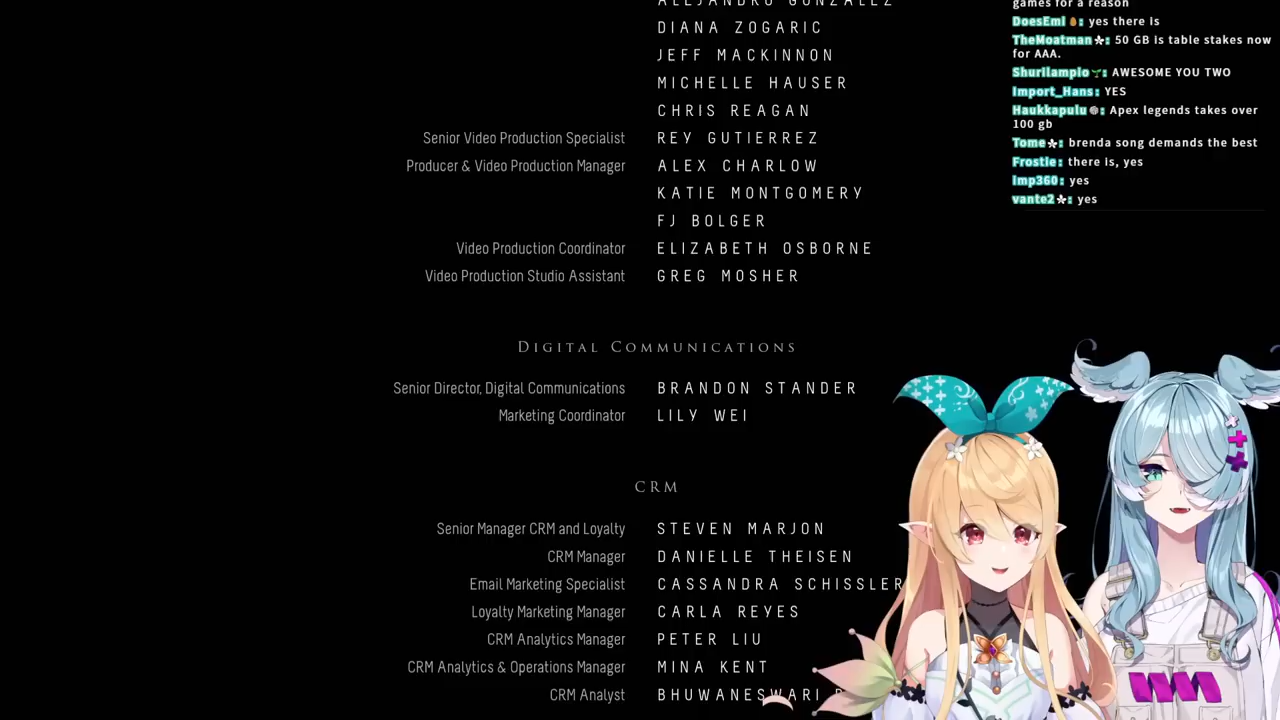 ALEJANDRO GONZALEZ
DIANA ZOGARIC
JEFF MACKINNON
MICHELLE HAUSER
CHRIS REAGAN
Senior Video Production Specialist REY GUTIERREZ
Producer & Video Production Manager ALEX CHARLOW
KATIE MONTGOMERY
FJ BOLGER
Video Production Coordinator ELIZABETH OSBORNE
Video Production Studio Assistant GREG MOSHER
DIGITAL COMMUNICATIONS
Senior Director, Digital Communications BRANDON STANDER
Marketing Coordinator LILY WEI
CRM
Senior Manager CRM and Loyalty STEVEN MARJON
CRM Manager DANIELLE THEISEN
Email Marketing Specialist CASSANDRA SCHISSLER
Loyalty Marketing Manager CARLA REYES
CRM Analytics Manager PETER LIU
CRM Analytics & Operations Manager MINA KENT
CRM Analyst BHUWANESWARI
games for a reason
DoesEmi: yes there is
TheMoatman: 50 GB is table stakes now
for AAA.
Shurilampio: AWESOME YOU TWO
Import_Hans: YES
Haukkapulu: Apex legends takes over
100 gb
Tome: brenda song demands the best
Frostie: there is, yes
Imp360: yes
vante2: yes